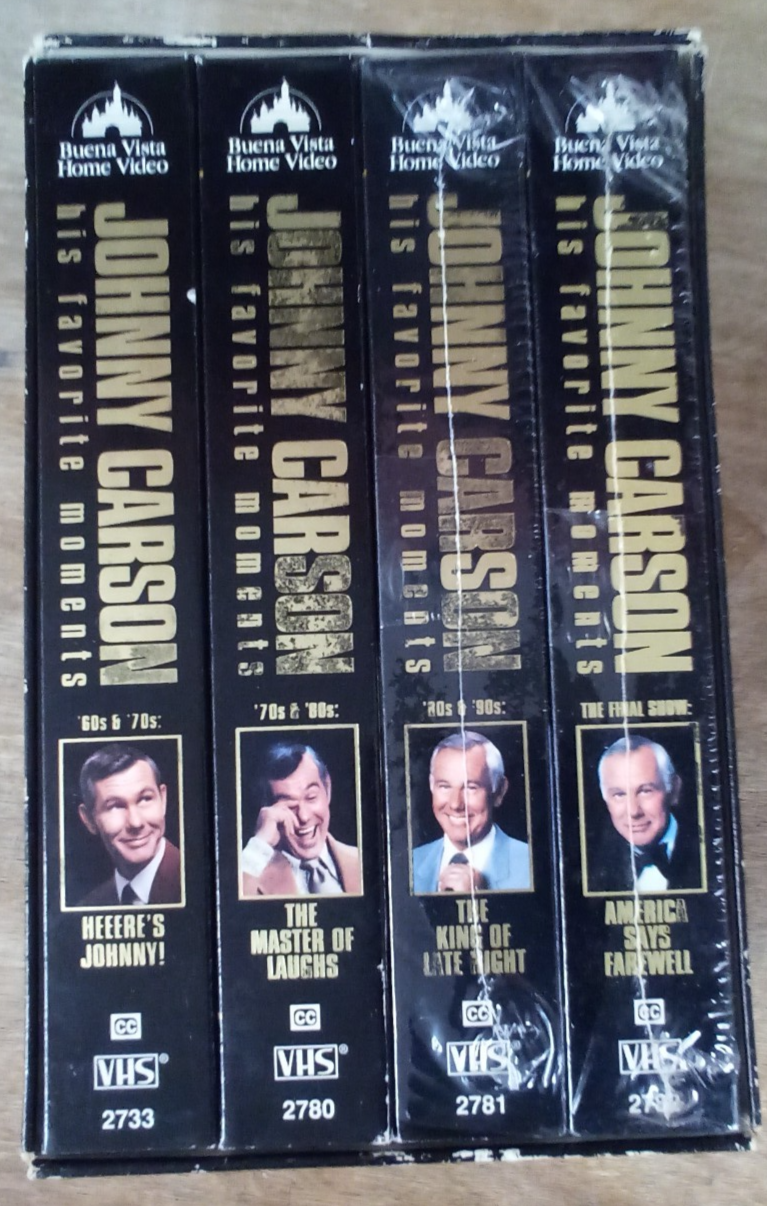 Buena Vista
Home Video
JOHNNY CARSON
his favorite moments
'60s & '70s:
HEEERE'S
JOHNNY!
CC
VHS®
2733
Buena Vista
Home Video
JOHNNY CARSON
his favorite moments
'70s & '80s:
THE
MASTER OF
LAUGHS
CC
VHS®
2780
Buena Vista
Home Video
JOHNNY CARSON
his favorite moments
'80s & '90s:
THE
KING OF
LATE NIGHT
CC
VHS®
2781
Buena Vista
Home Video
JOHNNY CARSON
his favorite moments
THE FINAL SHOW:
AMERICA
SAYS
FAREWELL
CC
VHS